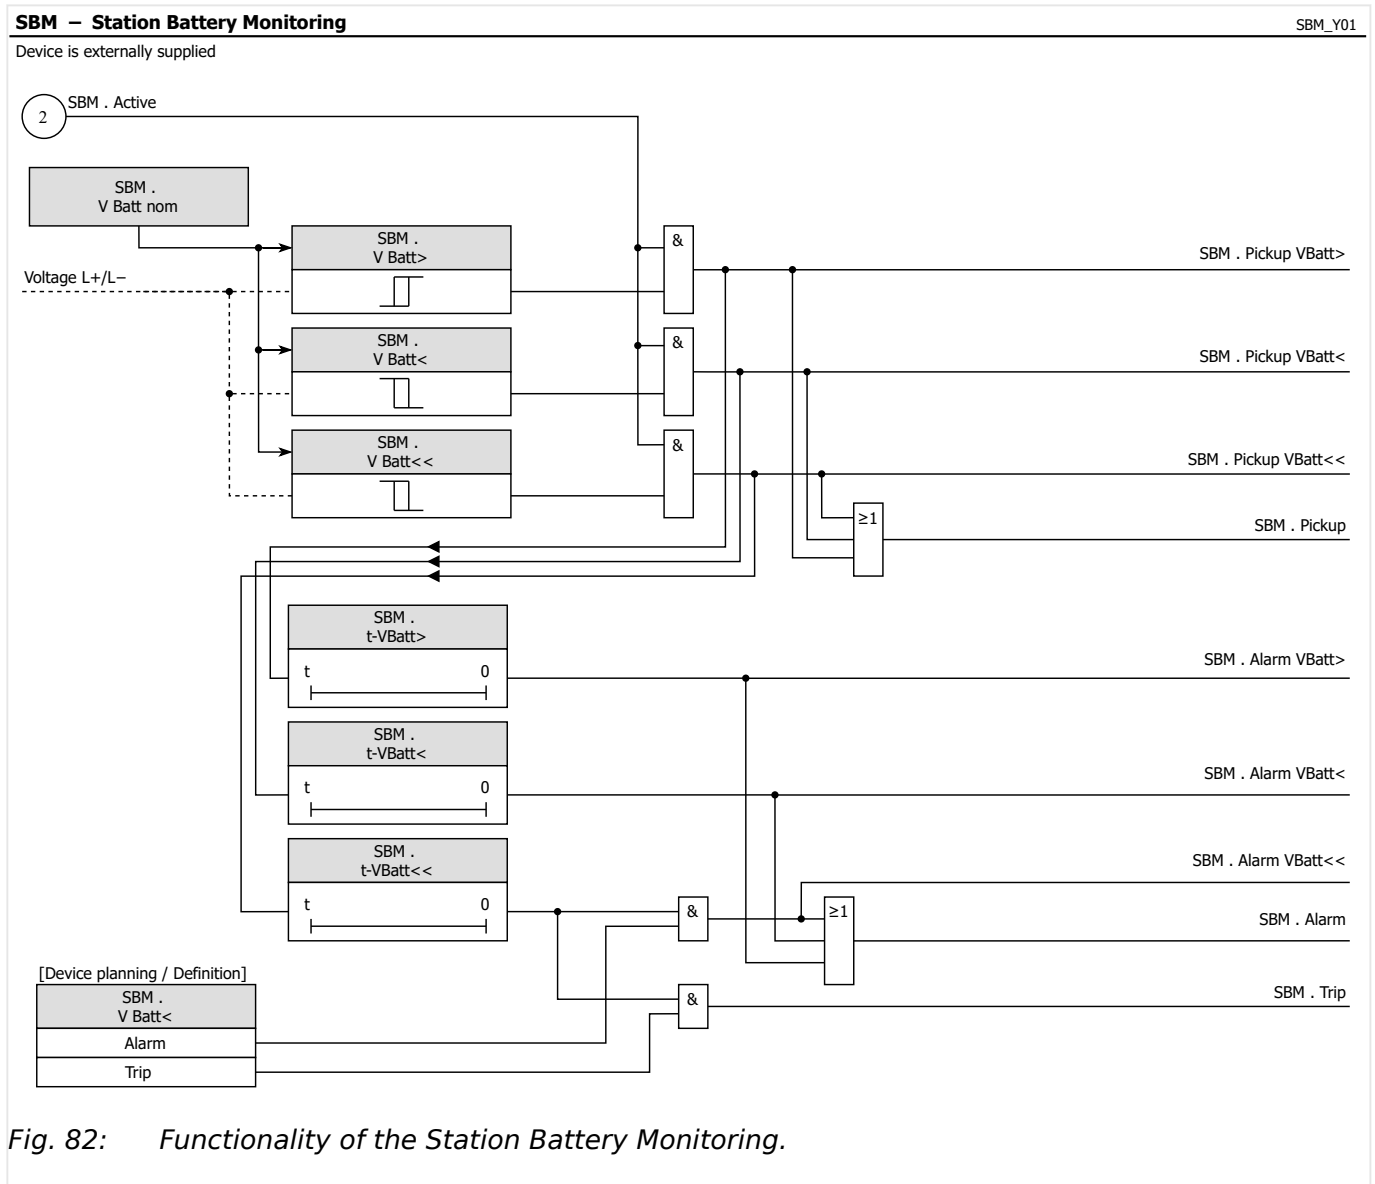 SBM − Station Battery Monitoring
SBM_Y01
Device is externally supplied
SBM . Active
2
SBM .
V Batt nom
SBM .
V Batt>
&
SBM . Pickup VBatt>
Voltage L+/L−
SBM .
V Batt<
&
SBM . Pickup VBatt<
SBM .
V Batt<<
&
SBM . Pickup VBatt<<
≥1
SBM . Pickup
SBM .
t-VBatt>
t 0
SBM . Alarm VBatt>
SBM .
t-VBatt<
t 0
SBM . Alarm VBatt<
SBM .
t-VBatt<<
t 0
&
SBM . Alarm VBatt<<
≥1
SBM . Alarm
[Device planning / Definition]
SBM .
V Batt<
Alarm
Trip
&
SBM . Trip
Fig. 82: Functionality of the Station Battery Monitoring.